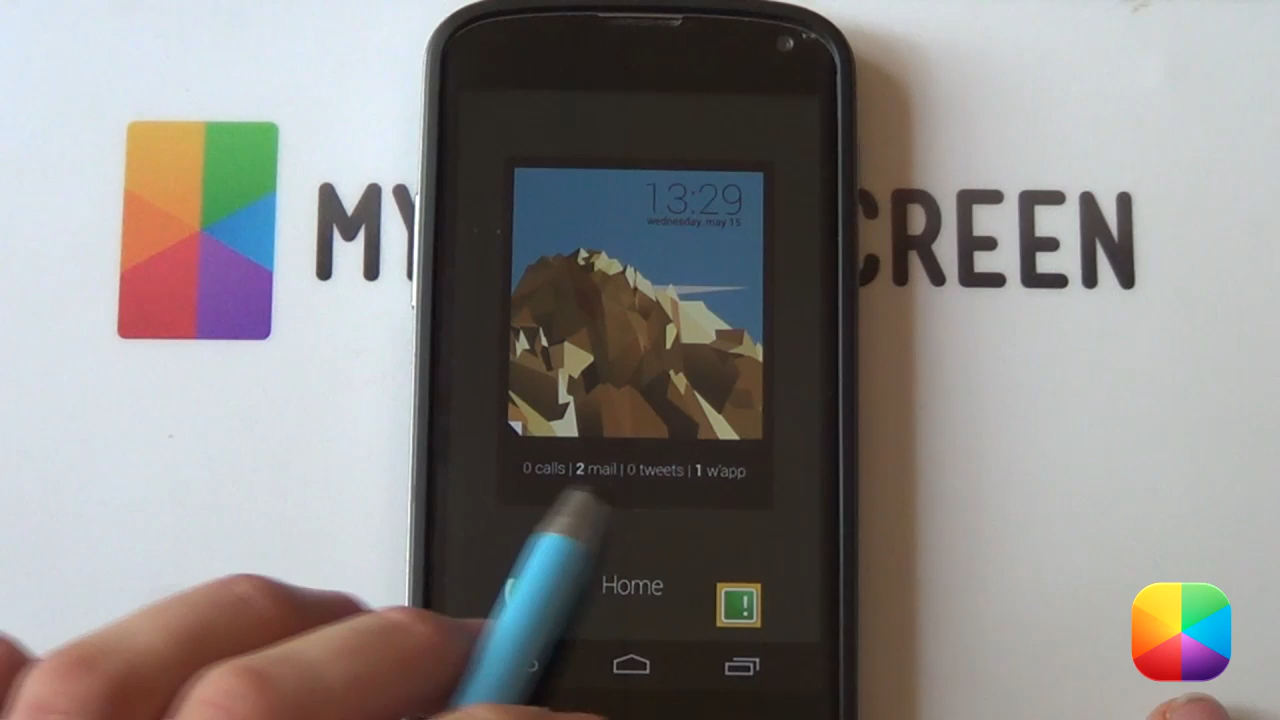 MY CREEN
13:29
wednesday, may 15
0 calls | 2 mail | 0 tweets | 1 w'app
Home
!